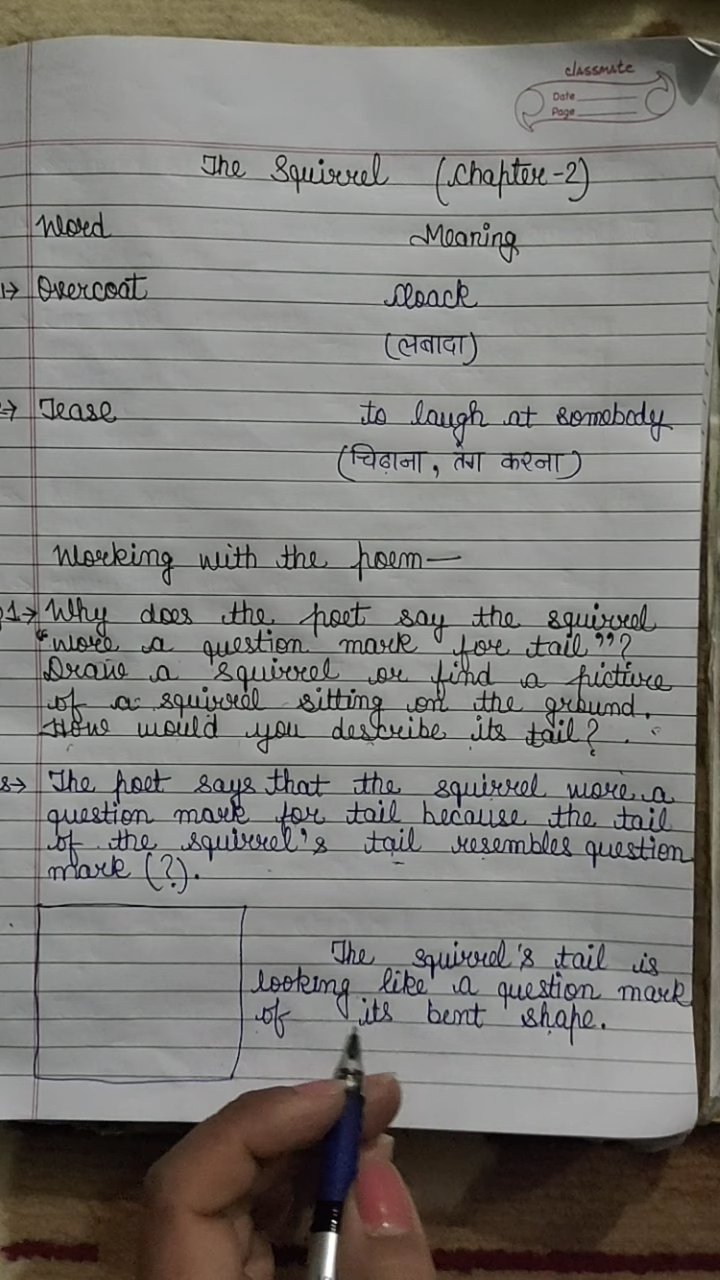 classmate
Date
Page
The Squirrel (Chapter-2)
Word Meaning
1→ Overcoat cloack
(लबादा)
→ Tease to laugh at somebody
(चिढ़ाना, तंग करना)
Working with the poem—
1→ Why does the poet say the squirrel
“wore a question mark for tail”?
Draw a squirrel or find a picture
of a squirrel sitting on the ground.
How would you describe its tail?
s→ The poet says that the squirrel wore a
question mark for tail because the tail
of the squirrel's tail resembles question
mark (?).
The squirrel's tail is
looking like a question mark
of its bent shape.